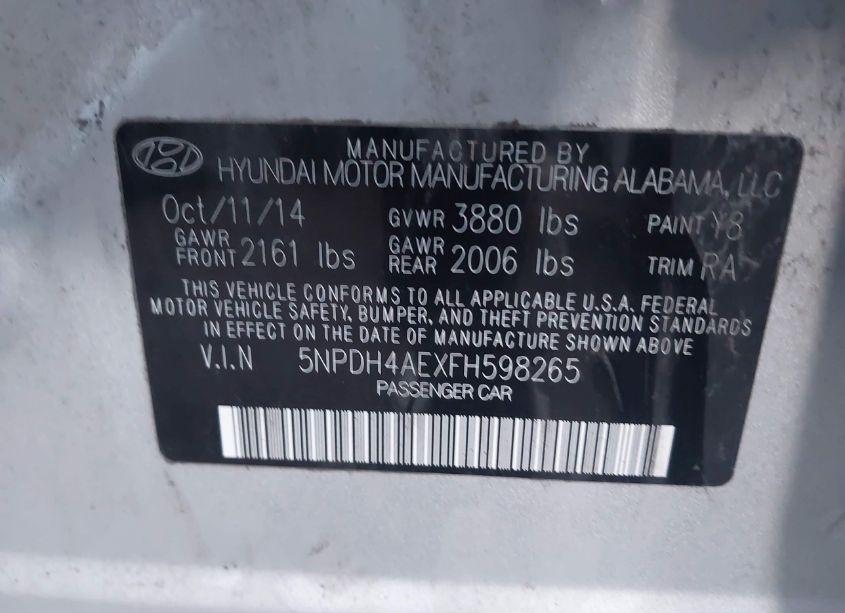 MANUFACTURED BY
HYUNDAI MOTOR MANUFACTURING ALABAMA, LLC
Oct/11/14 GVWR 3880 lbs PAINT Y8
GAWR FRONT 2161 lbs GAWR REAR 2006 lbs TRIM RA
THIS VEHICLE CONFORMS TO ALL APPLICABLE U.S.A. FEDERAL
MOTOR VEHICLE SAFETY, BUMPER, AND THEFT PREVENTION STANDARDS
IN EFFECT ON THE DATE OF MANUFACTURE SHOWN ABOVE
V.I.N 5NPDH4AEXFH598265
PASSENGER CAR